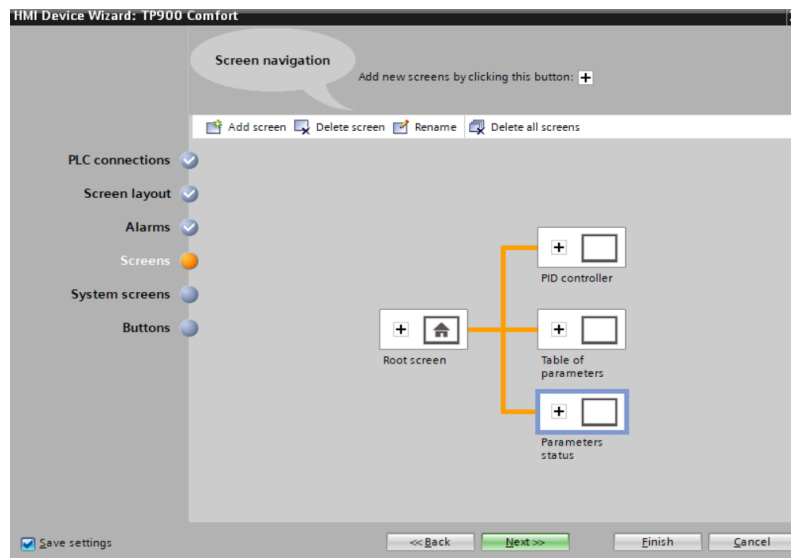 HMI Device Wizard: TP900 Comfort
Screen navigation
Add new screens by clicking this button:
Add screen Delete screen Rename Delete all screens
PLC connections
Screen layout
Alarms
Screens
System screens
Buttons
PID controller
Root screen
Table of
parameters
Parameters
status
Save settings
<< Back Next >> Finish Cancel